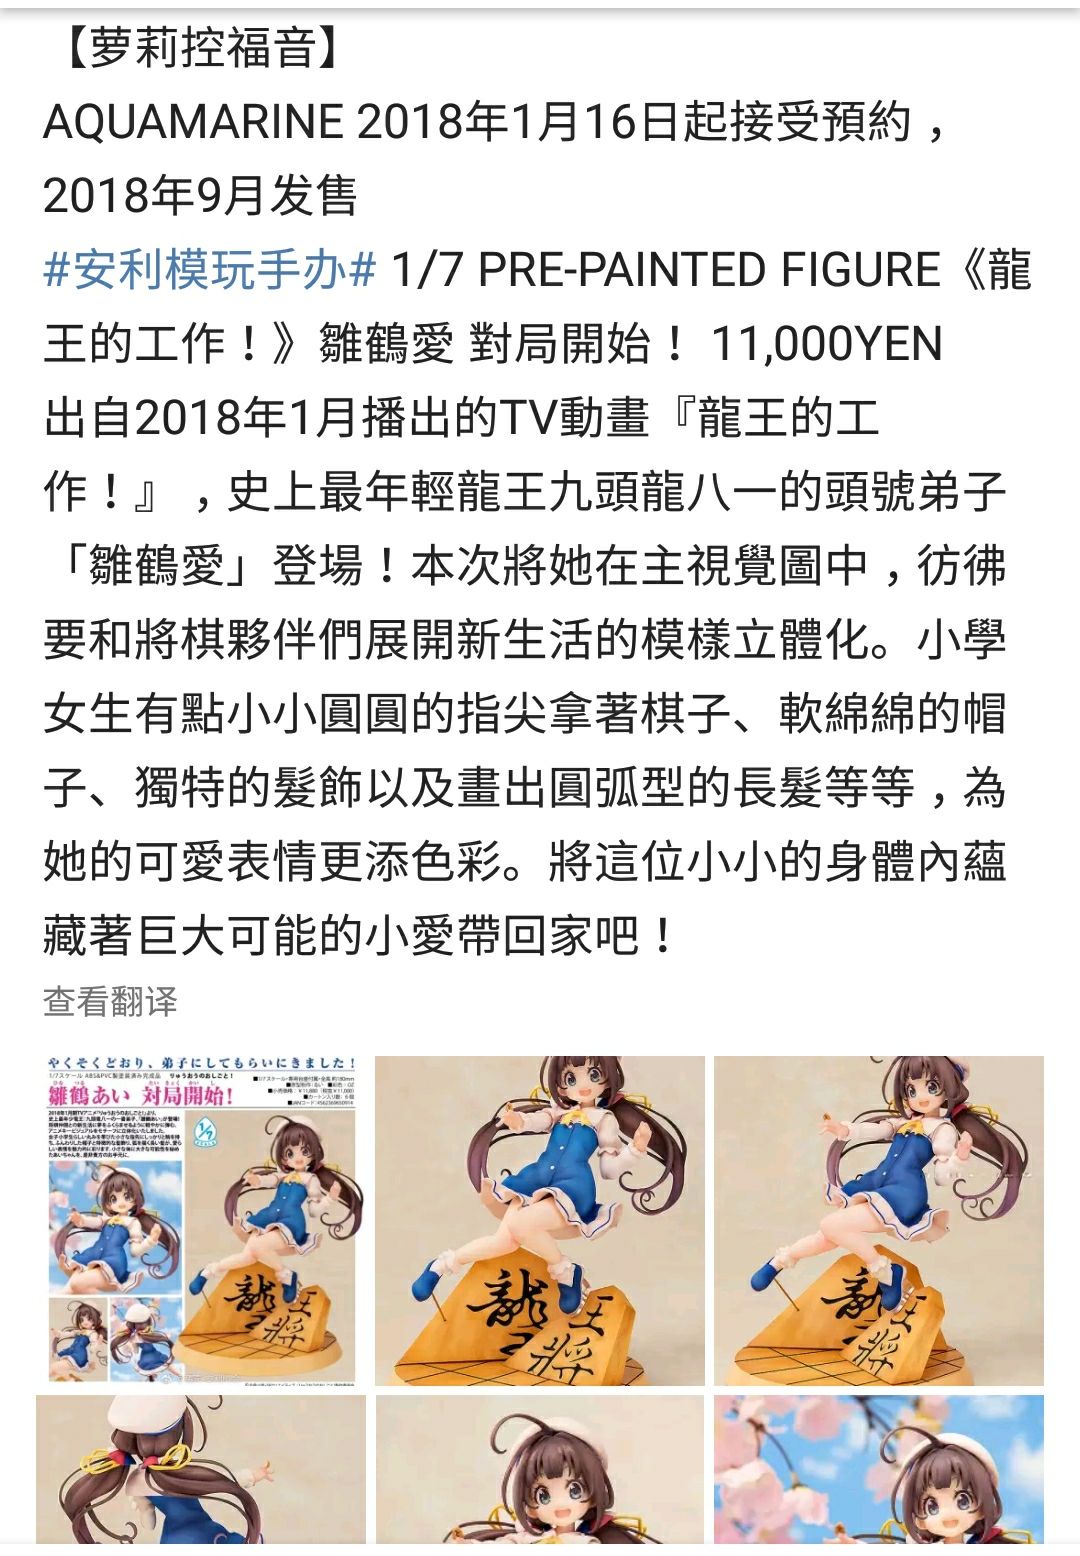 【萝莉控福音】
AQUAMARINE 2018年1月16日起接受預約，
2018年9月发售
#安利模玩手办# 1/7 PRE-PAINTED FIGURE《龍
王的工作！》雛鶴愛 對局開始！ 11,000YEN
出自2018年1月播出的TV動畫『龍王的工
作！』，史上最年輕龍王九頭龍八一的頭號弟子
「雛鶴愛」登場！本次將她在主視覺圖中，彷彿
要和將棋夥伴們展開新生活的模樣立體化。小學
女生有點小小圓圓的指尖拿著棋子、軟綿綿的帽
子、獨特的髮飾以及畫出圓弧型的長髮等等，為
她的可愛表情更添色彩。將這位小小的身體內蘊
藏著巨大可能的小愛帶回家吧！
查看翻译
やくそくどおり、弟子にしてもらいにきました！
1/7スケール ABS&PVC製塗装済み完成品 りゅうおうのおしごと！
雛鶴あい 対局開始！
1/7
龍王
王将
龍王
王将
龍王
王将